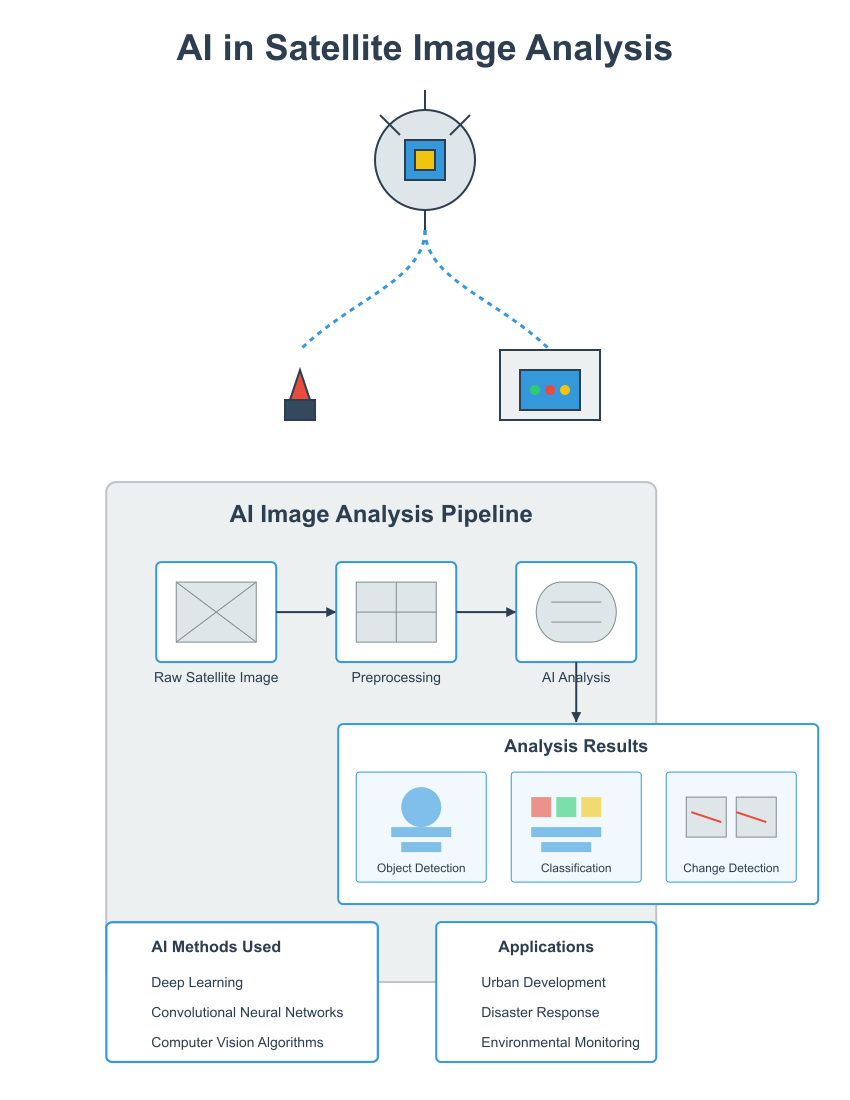 AI in Satellite Image Analysis
AI Image Analysis Pipeline
Raw Satellite Image
Preprocessing
AI Analysis
Analysis Results
Object Detection
Classification
Change Detection
AI Methods Used
Deep Learning
Convolutional Neural Networks
Computer Vision Algorithms
Applications
Urban Development
Disaster Response
Environmental Monitoring